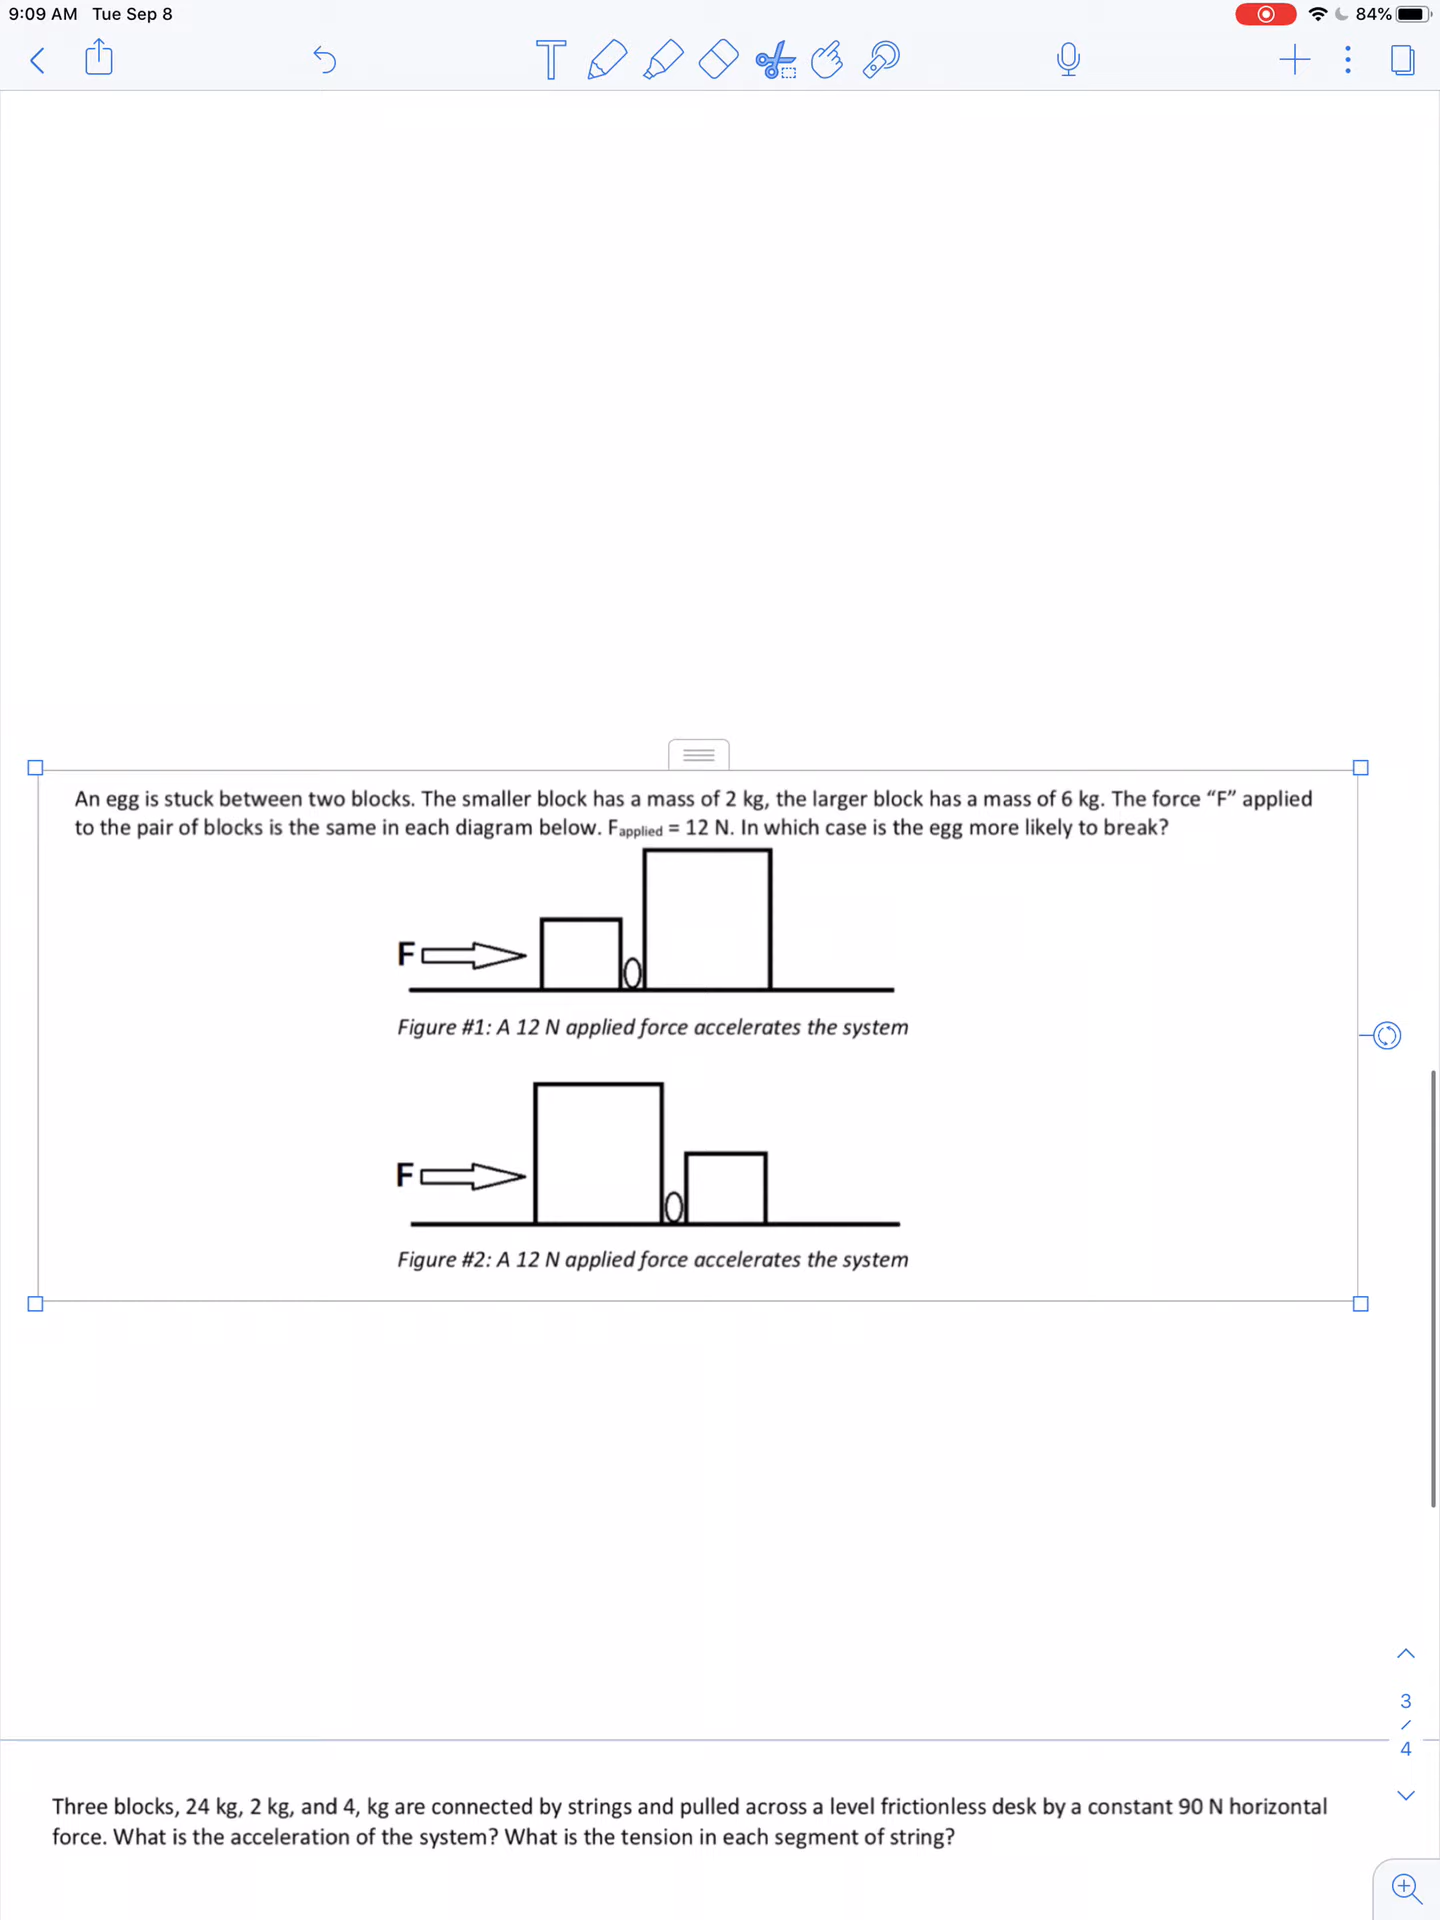 9:09 AM Tue Sep 8
84%
An egg is stuck between two blocks. The smaller block has a mass of 2 kg, the larger block has a mass of 6 kg. The force “F” applied
to the pair of blocks is the same in each diagram below. Fapplied = 12 N. In which case is the egg more likely to break?
F
Figure #1: A 12 N applied force accelerates the system
F
Figure #2: A 12 N applied force accelerates the system
3
/
4
Three blocks, 24 kg, 2 kg, and 4, kg are connected by strings and pulled across a level frictionless desk by a constant 90 N horizontal
force. What is the acceleration of the system? What is the tension in each segment of string?